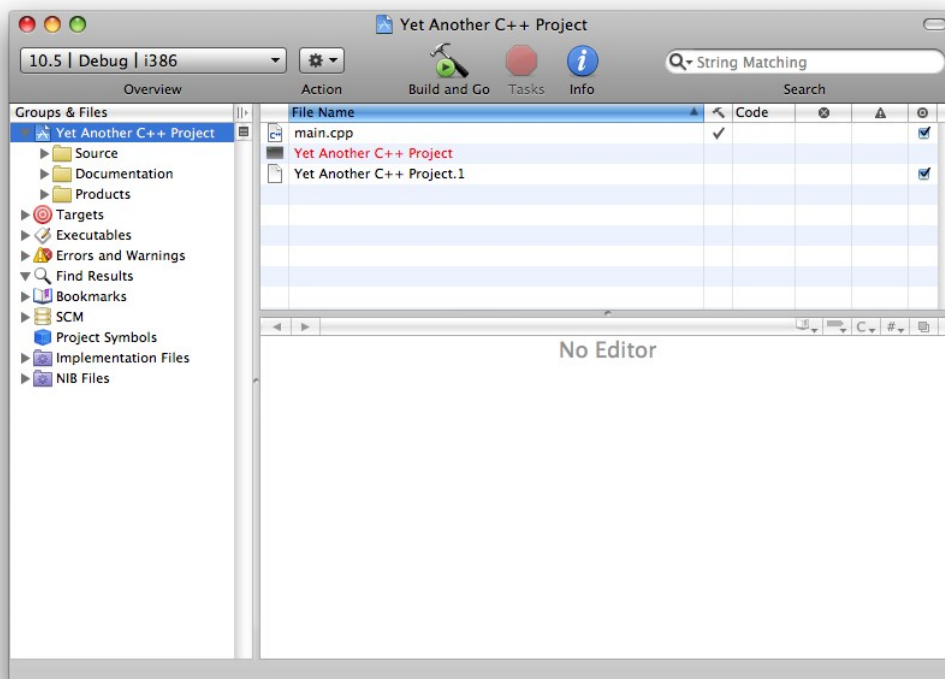 Yet Another C++ Project
10.5 | Debug | i386
String Matching
Overview
Action
Build and Go
Tasks
Info
Search
Groups & Files
Yet Another C++ Project
Source
Documentation
Products
Targets
Executables
Errors and Warnings
Find Results
Bookmarks
SCM
Project Symbols
Implementation Files
NIB Files
File Name
Code
main.cpp
Yet Another C++ Project
Yet Another C++ Project.1
C
#
No Editor